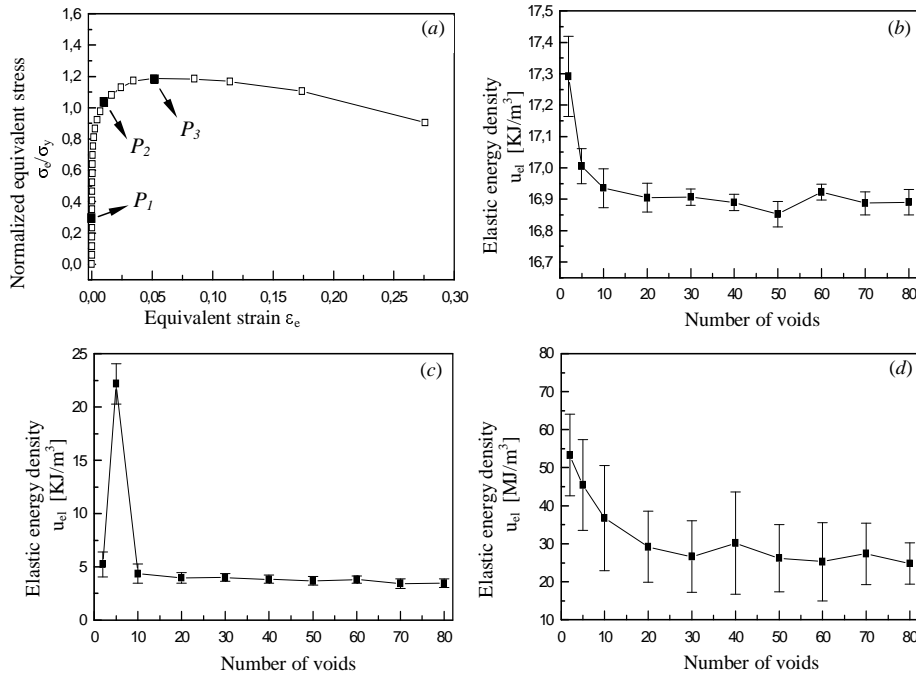 (a)
1,6
1,4
1,2
1,0
0,8
0,6
0,4
0,2
0,0
Normalized equivalent stress
σe/σy
P1
P2
P3
0,00 0,05 0,10 0,15 0,20 0,25 0,30
Equivalent strain εe
(b)
17,5
17,4
17,3
17,2
17,1
17,0
16,9
16,8
16,7
Elastic energy density
uel [KJ/m³]
0 10 20 30 40 50 60 70 80
Number of voids
(c)
25
20
15
10
5
0
Elastic energy density
uel [KJ/m³]
0 10 20 30 40 50 60 70 80
Number of voids
(d)
80
70
60
50
40
30
20
10
Elastic energy density
uel [MJ/m³]
0 10 20 30 40 50 60 70 80
Number of voids